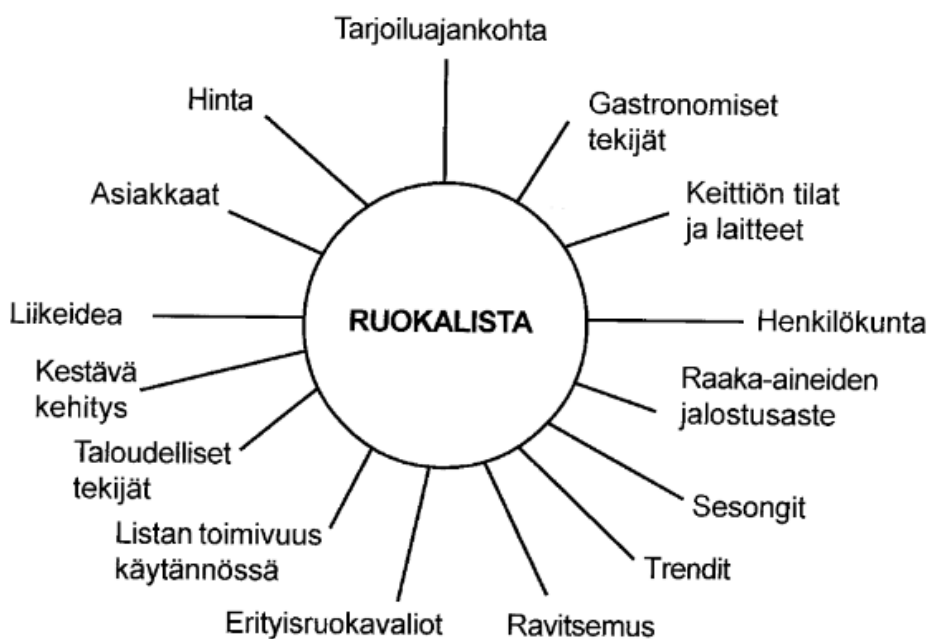 Tarjoiluajankohta
Hinta
Gastronomiset
tekijät
Asiakkaat
Keittiön tilat
ja laitteet
Liikeidea
RUOKALISTA
Henkilökunta
Kestävä
kehitys
Raaka-aineiden
jalostusaste
Taloudelliset
tekijät
Sesongit
Listan toimivuus
käytännössä
Trendit
Erityisruokavaliot
Ravitsemus